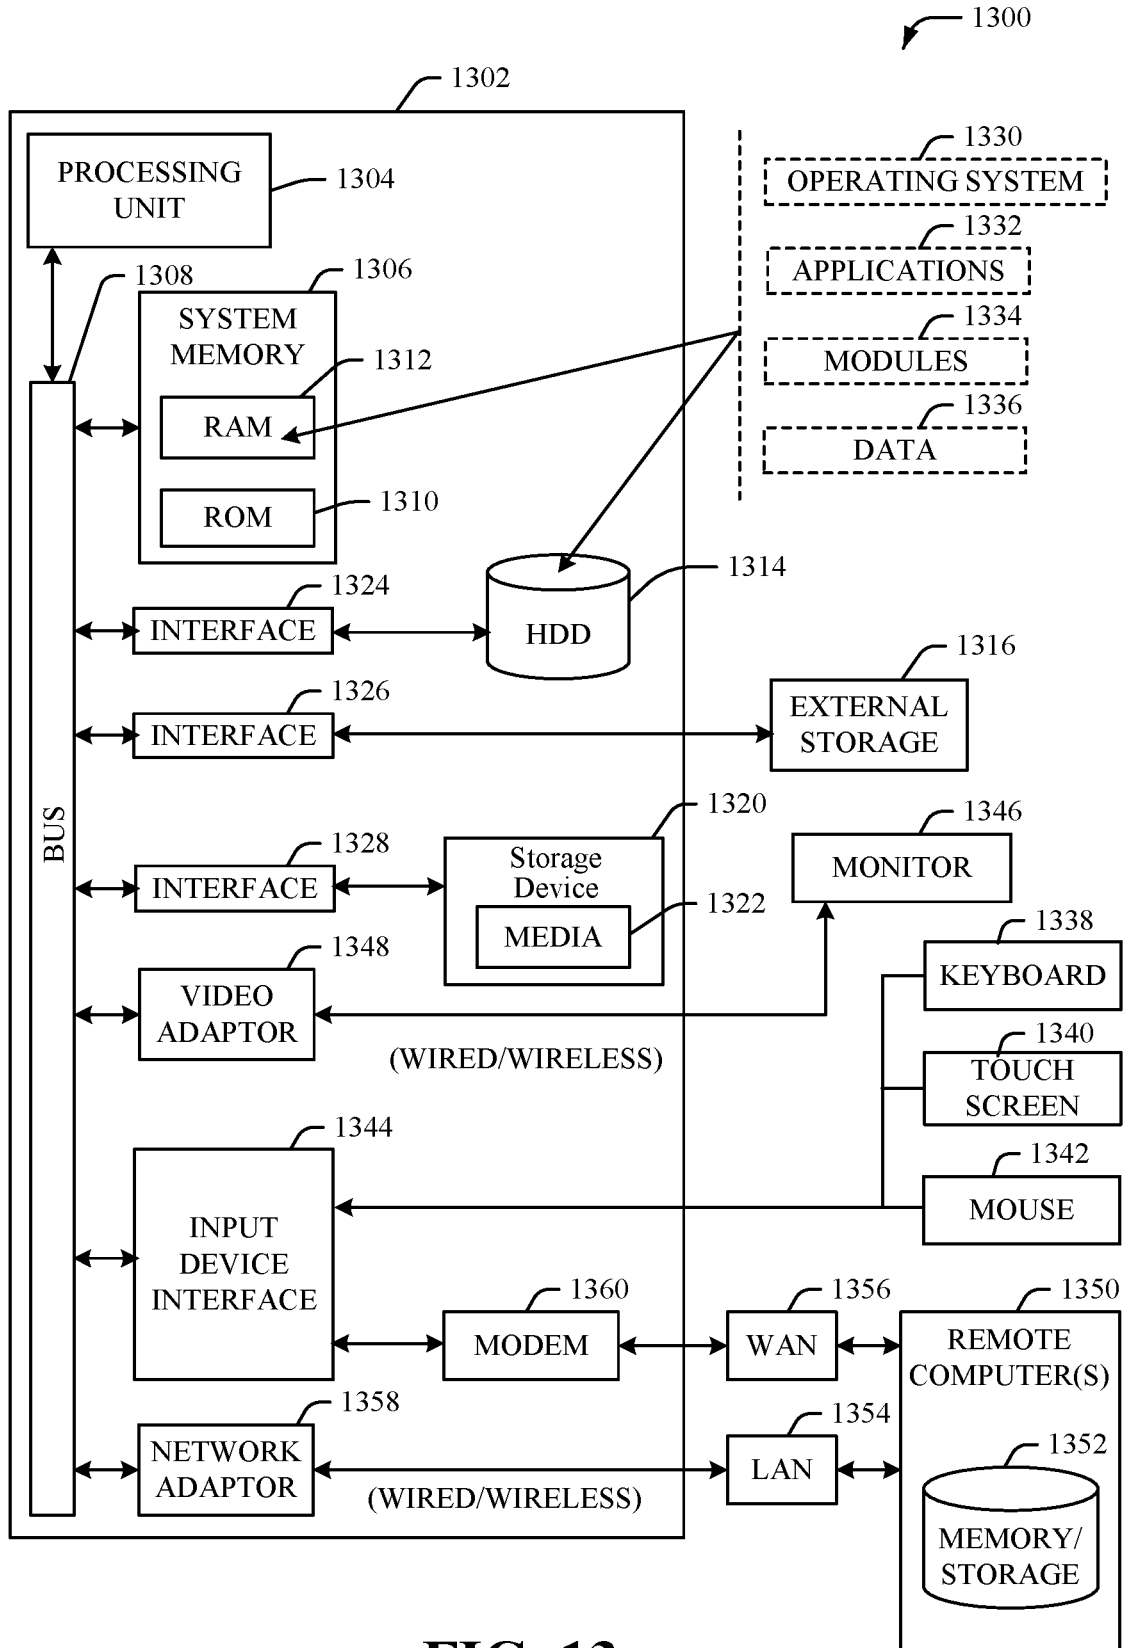 1300
1302
PROCESSING
UNIT
1304
1330
OPERATING SYSTEM
1308
1306
1332
APPLICATIONS
SYSTEM
MEMORY
1312
RAM
1334
MODULES
1336
DATA
1310
ROM
1324
INTERFACE
1314
HDD
1326
INTERFACE
1316
EXTERNAL
STORAGE
BUS
1328
INTERFACE
1320
Storage
Device
1322
MEDIA
1346
MONITOR
1348
VIDEO
ADAPTOR
(WIRED/WIRELESS)
1338
KEYBOARD
1340
TOUCH
SCREEN
1342
MOUSE
1344
INPUT
DEVICE
INTERFACE
1360
MODEM
1356
WAN
1350
REMOTE
COMPUTER(S)
1358
NETWORK
ADAPTOR
(WIRED/WIRELESS)
1354
LAN
1352
MEMORY/
STORAGE
FIG. 13